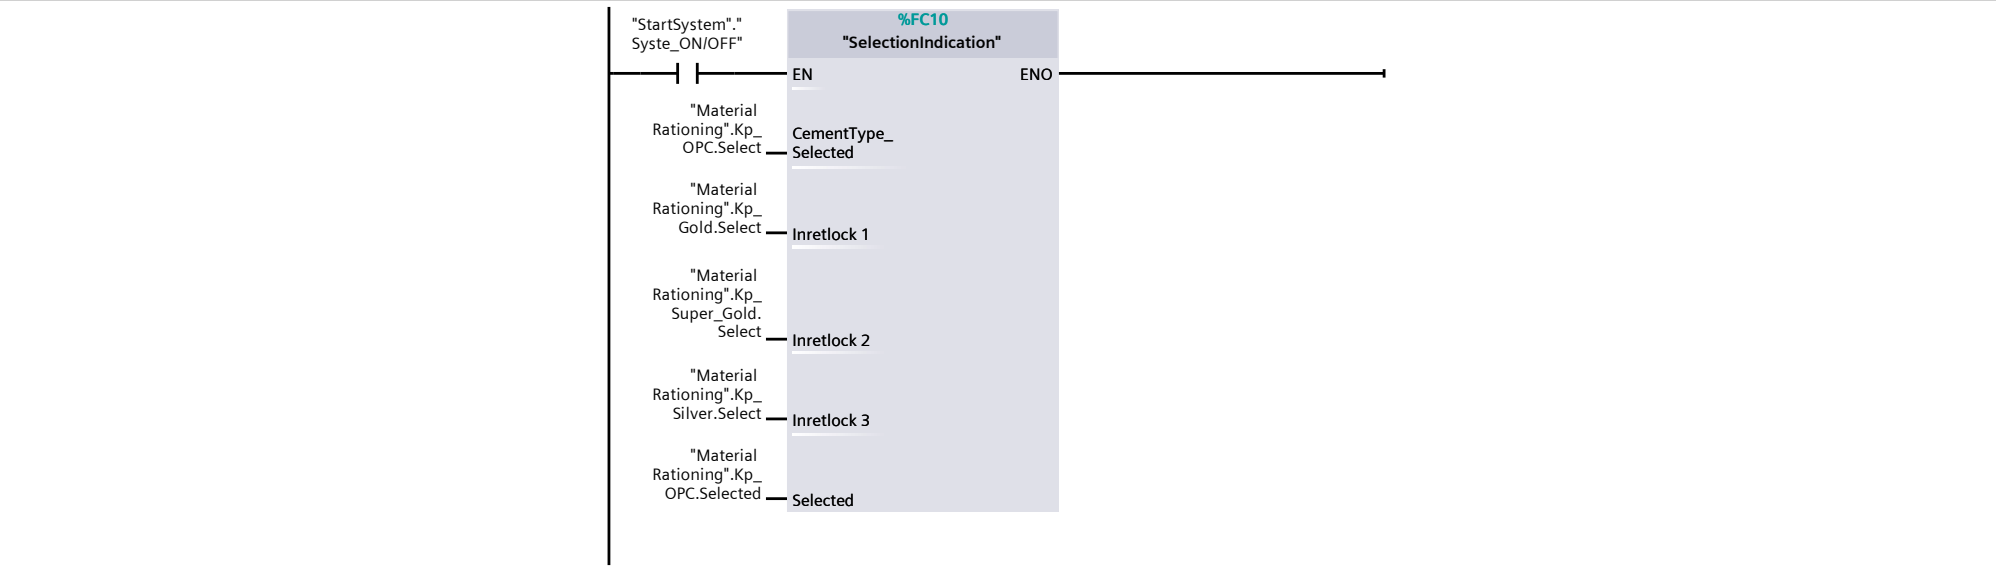 "StartSystem"."
Syste_ON/OFF"
%FC10
"SelectionIndication"
EN
ENO
"Material
Rationing".Kp_
OPC.Select
CementType_
Selected
"Material
Rationing".Kp_
Gold.Select
Inretlock 1
"Material
Rationing".Kp_
Super_Gold.
Select
Inretlock 2
"Material
Rationing".Kp_
Silver.Select
Inretlock 3
"Material
Rationing".Kp_
OPC.Selected
Selected